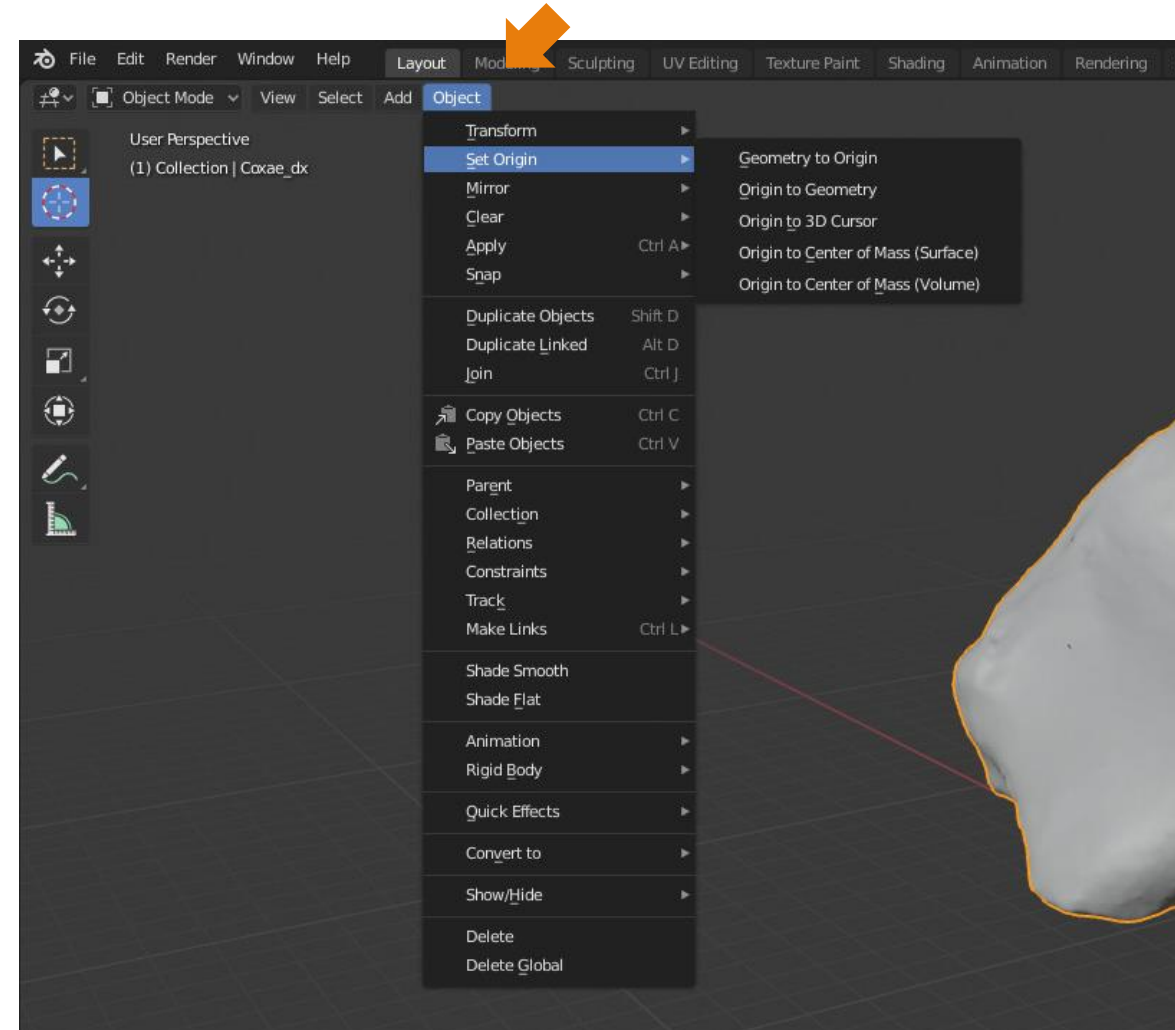 File Edit Render Window Help Layout Modeling Sculpting UV Editing Texture Paint Shading Animation Rendering
Object Mode View Select Add Object
User Perspective
(1) Collection | Coxae_dx
Transform
Set Origin
Mirror
Clear
Apply Ctrl A
Snap
Duplicate Objects Shift D
Duplicate Linked Alt D
Join Ctrl J
Copy Objects Ctrl C
Paste Objects Ctrl V
Parent
Collection
Relations
Constraints
Track
Make Links Ctrl L
Shade Smooth
Shade Flat
Animation
Rigid Body
Quick Effects
Convert to
Show/Hide
Delete
Delete Global
Geometry to Origin
Origin to Geometry
Origin to 3D Cursor
Origin to Center of Mass (Surface)
Origin to Center of Mass (Volume)